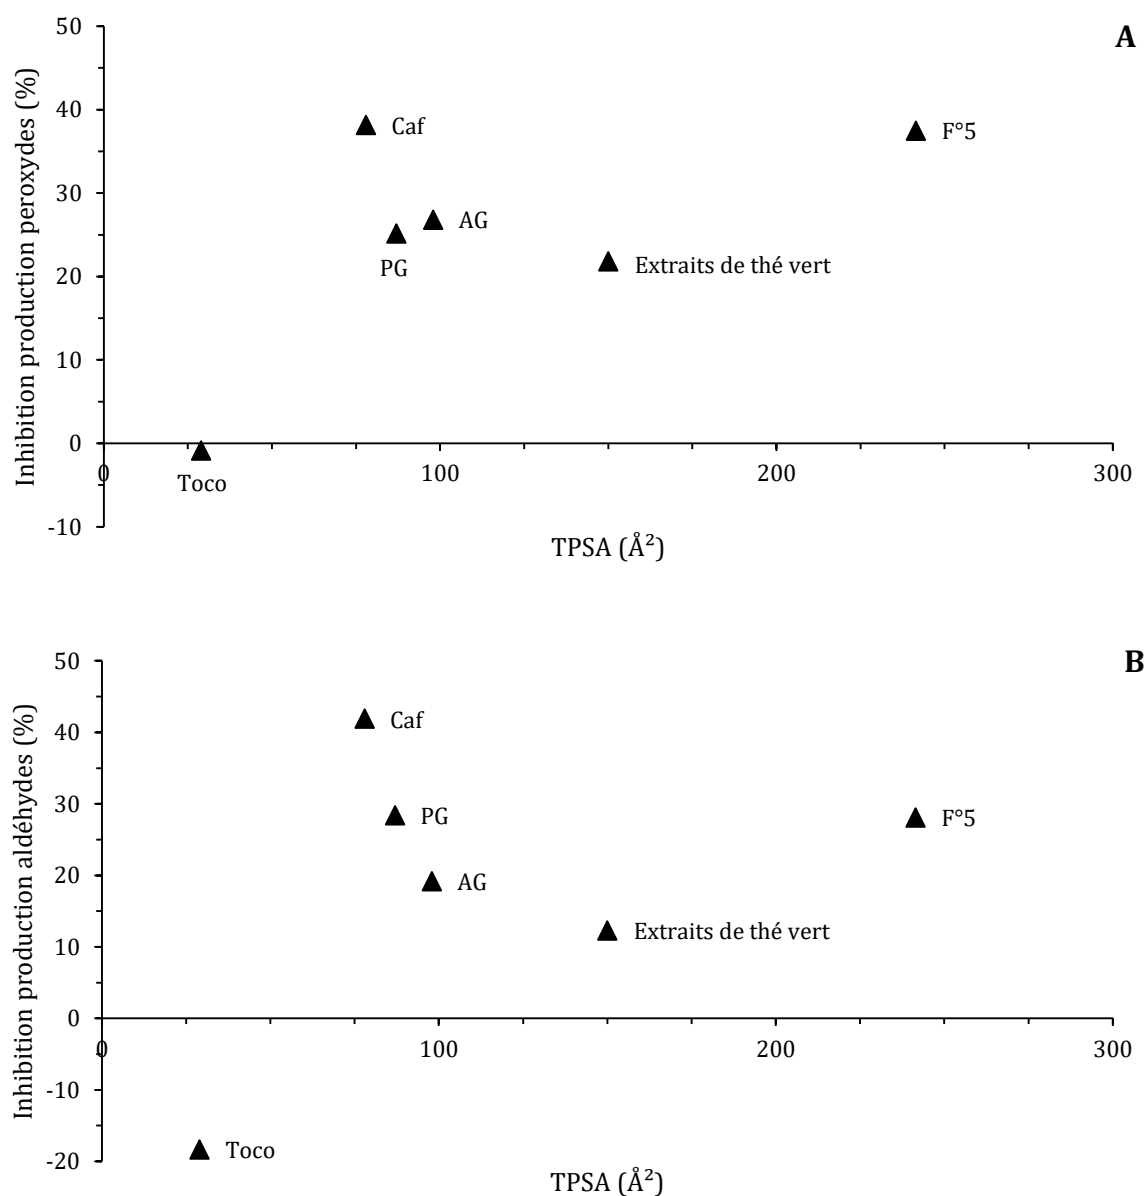 A
Inhibition production peroxydes (%)
50
40
30
20
10
0
-10
Caf
F°5
AG
PG
Extraits de thé vert
Toco
0 100 200 300
TPSA (Å²)
B
Inhibition production aldéhydes (%)
50
40
30
20
10
0
-10
-20
Caf
PG
F°5
AG
Extraits de thé vert
0 100 200 300
Toco
TPSA (Å²)